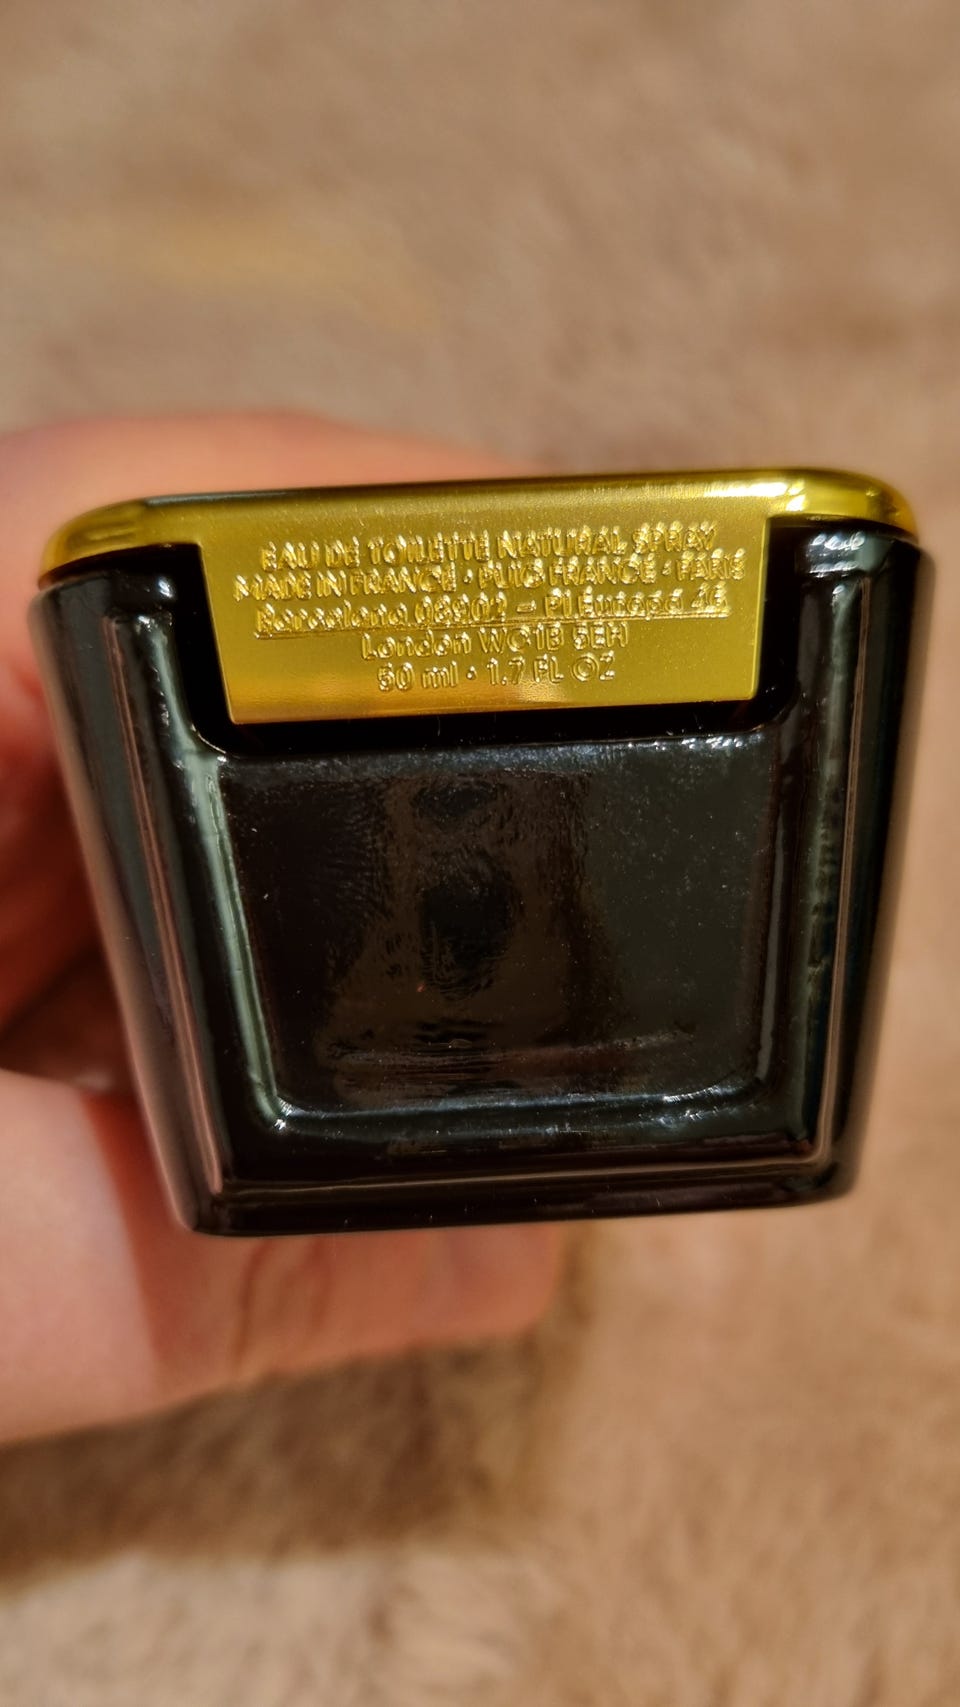 EAU DE TOILETTE NATURAL SPRAY
MADE IN FRANCE • PUIG FRANCE • PARIS
Barcelona 08902 - Pl Europa 46
London WC1B 5EH
50 ml • 1.7 FL OZ